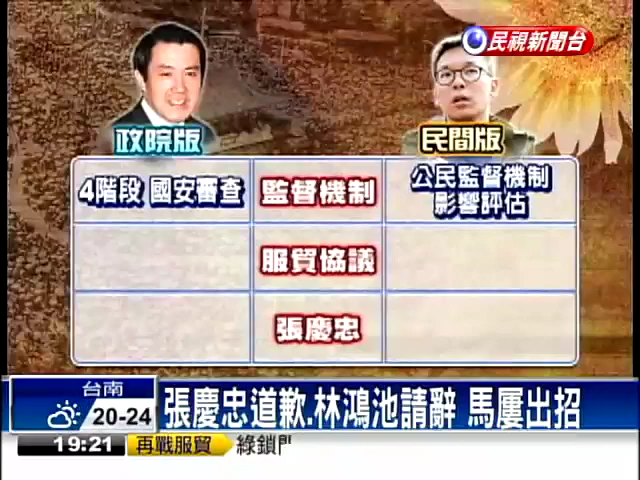 民視新聞台
政院版
民間版
4階段 國安審查
監督機制
公民監督機制
影響評估
服貿協議
張慶忠
台南
20-24
張慶忠道歉.林鴻池請辭 馬屢出招
19:21
再戰服貿
綠鎖門